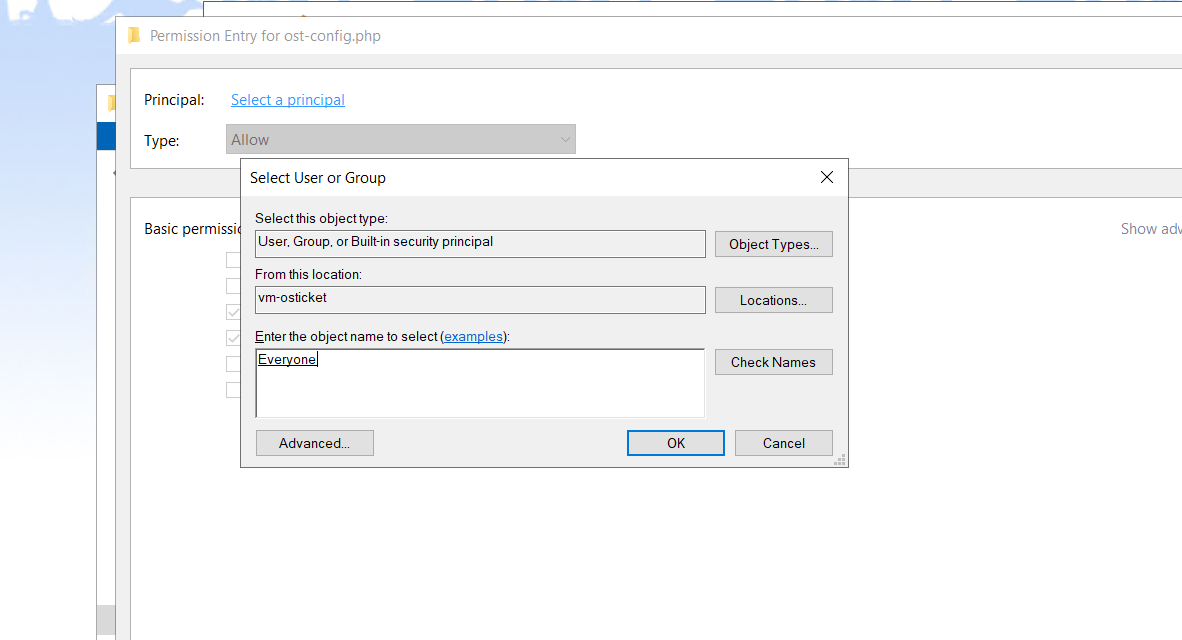 Permission Entry for ost-config.php
Principal: Select a principal
Type: Allow
Select User or Group
Select this object type:
User, Group, or Built-in security principal
Object Types...
From this location:
vm-osticket
Locations...
Enter the object name to select (examples):
Everyone
Check Names
Advanced...
OK
Cancel
Basic permissio
Show adv